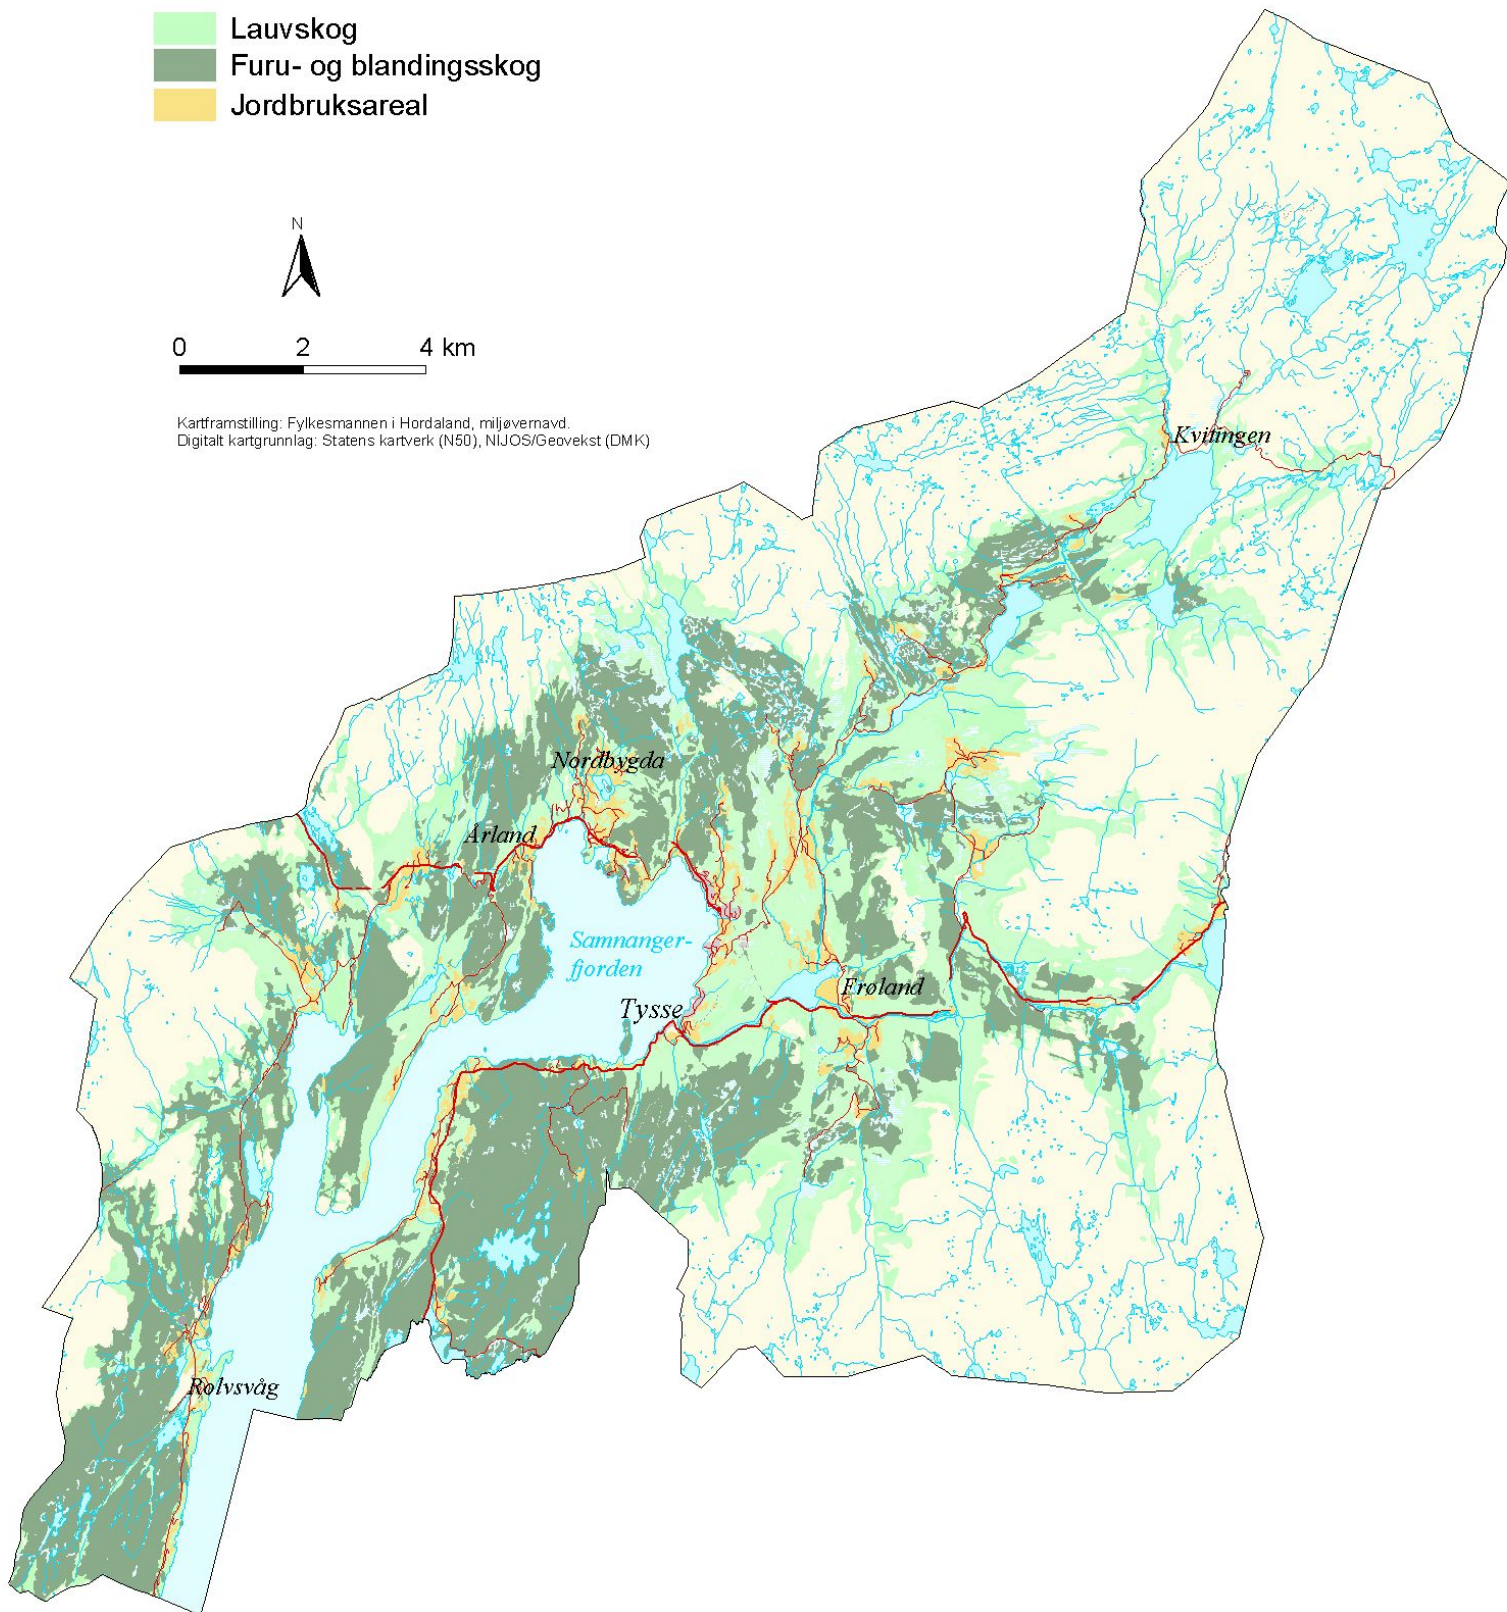 Lauvskog
Furu- og blandingsskog
Jordbruksareal
N
0 2 4 km
Kartframstilling: Fylkesmannen i Hordaland, miljøvernavd.
Digitalt kartgrunnlag: Statens kartverk (N50), NIJOS/Geovekst (DMK)
Kvitingen
Nordbygda
Årland
Samnanger-
fjorden
Frøland
Tysse
Rolvsvåg